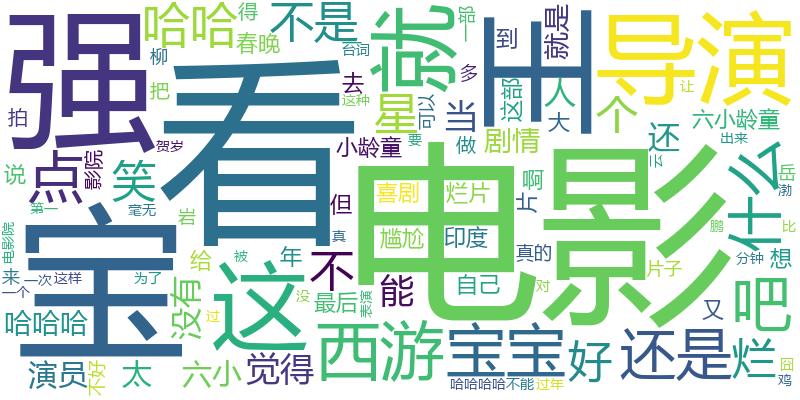 强
看
电影
宝
王
导演
就
这
西游
宝宝
还是
哈哈
得
春晚
不是
台词
一部
到
就是
柳
拍
把
贺岁
影院
去
这种
星
多
可以
当
这部
人
大
个
让
六小龄童
说
点
笑
小龄童
要
做
剧情
还
出来
云
什么
岳
渤
第一
毫无
岩
但
喜剧
烂片
啊
片
鹏
比
电影院
真
尴尬
印度
真的
分钟
想
来
一次
这样
为了
给
被
年
不
能
自己
对
片子
一个
没有
过
没
最后
表演
又
吧
哈哈哈
演员
不好
太
六小
觉得
好
烂
囧
鸡
哈哈哈哈
不能
过年